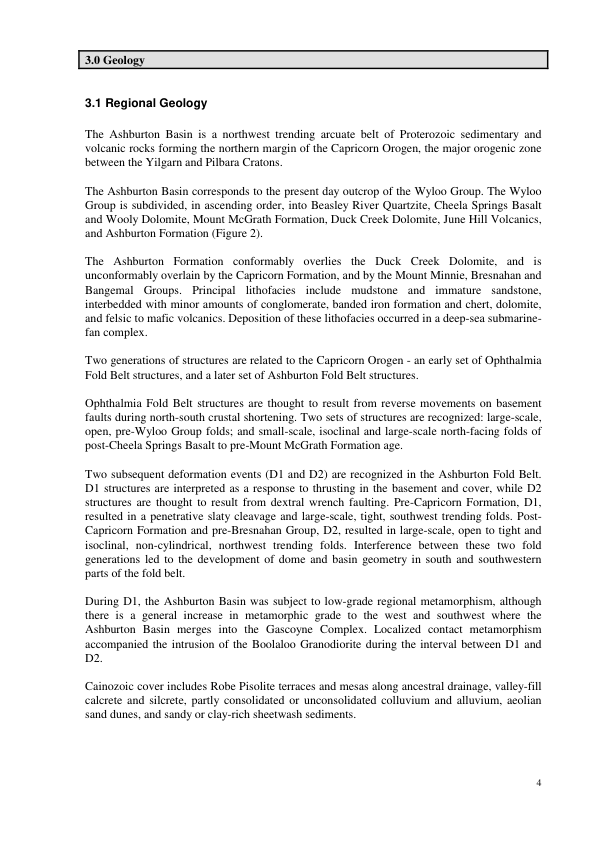 3.0 Geology
3.1 Regional Geology
The Ashburton Basin is a northwest trending arcuate belt of Proterozoic sedimentary and
volcanic rocks forming the northern margin of the Capricorn Orogen, the major orogenic zone
between the Yilgarn and Pilbara Cratons.
The Ashburton Basin corresponds to the present day outcrop of the Wyloo Group. The Wyloo
Group is subdivided, in ascending order, into Beasley River Quartzite, Cheela Springs Basalt
and Wooly Dolomite, Mount McGrath Formation, Duck Creek Dolomite, June Hill Volcanics,
and Ashburton Formation (Figure 2).
The Ashburton Formation conformably overlies the Duck Creek Dolomite, and is
unconformably overlain by the Capricorn Formation, and by the Mount Minnie, Bresnahan and
Bangemal Groups. Principal lithofacies include mudstone and immature sandstone,
interbedded with minor amounts of conglomerate, banded iron formation and chert, dolomite,
and felsic to mafic volcanics. Deposition of these lithofacies occurred in a deep-sea submarine-
fan complex.
Two generations of structures are related to the Capricorn Orogen - an early set of Ophthalmia
Fold Belt structures, and a later set of Ashburton Fold Belt structures.
Ophthalmia Fold Belt structures are thought to result from reverse movements on basement
faults during north-south crustal shortening. Two sets of structures are recognized: large-scale,
open, pre-Wyloo Group folds; and small-scale, isoclinal and large-scale north-facing folds of
post-Cheela Springs Basalt to pre-Mount McGrath Formation age.
Two subsequent deformation events (D1 and D2) are recognized in the Ashburton Fold Belt.
D1 structures are interpreted as a response to thrusting in the basement and cover, while D2
structures are thought to result from dextral wrench faulting. Pre-Capricorn Formation, D1,
resulted in a penetrative slaty cleavage and large-scale, tight, southwest trending folds. Post-
Capricorn Formation and pre-Bresnahan Group, D2, resulted in large-scale, open to tight and
isoclinal, non-cylindrical, northwest trending folds. Interference between these two fold
generations led to the development of dome and basin geometry in south and southwestern
parts of the fold belt.
During D1, the Ashburton Basin was subject to low-grade regional metamorphism, although
there is a general increase in metamorphic grade to the west and southwest where the
Ashburton Basin merges into the Gascoyne Complex. Localized contact metamorphism
accompanied the intrusion of the Boolaloo Granodiorite during the interval between D1 and
D2.
Cainozoic cover includes Robe Pisolite terraces and mesas along ancestral drainage, valley-fill
calcrete and silcrete, partly consolidated or unconsolidated colluvium and alluvium, aeolian
sand dunes, and sandy or clay-rich sheetwash sediments.
4